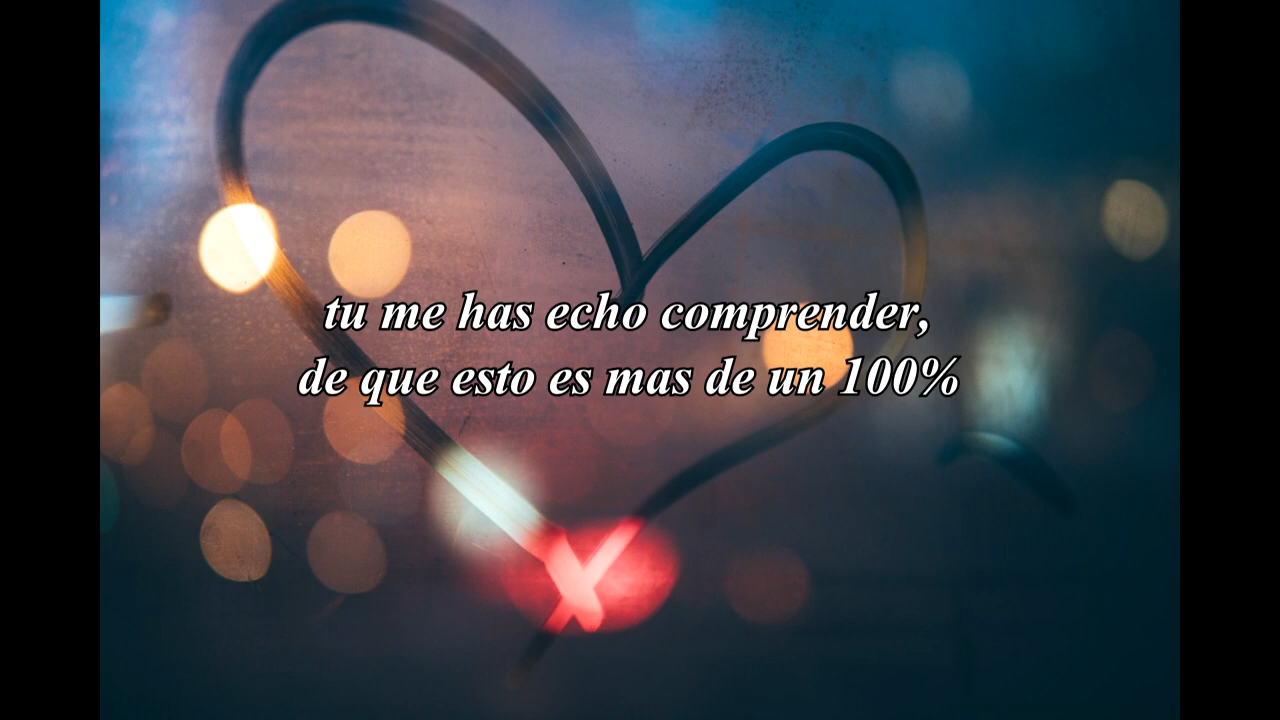 tu me has echo comprender,
de que esto es mas de un 100%